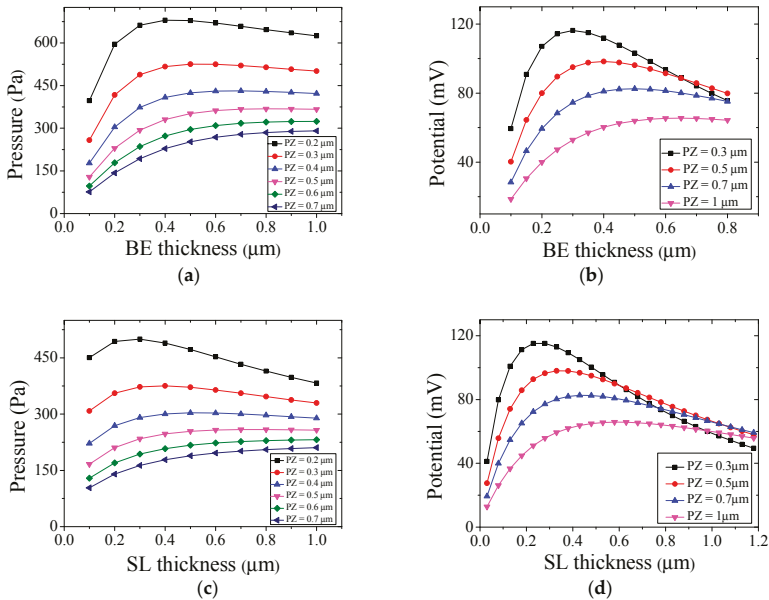 600
450
300
150
0
Pressure (Pa)
PZ = 0.2 μm
PZ = 0.3 μm
PZ = 0.4 μm
PZ = 0.5 μm
PZ = 0.6 μm
PZ = 0.7 μm
0.0 0.2 0.4 0.6 0.8 1.0
BE thickness (μm)
(a)
120
80
40
Potential (mV)
PZ = 0.3 μm
PZ = 0.5 μm
PZ = 0.7 μm
PZ = 1 μm
0.0 0.2 0.4 0.6 0.8
BE thickness (μm)
(b)
450
300
150
0
Pressure (Pa)
PZ = 0.2 μm
PZ = 0.3 μm
PZ = 0.4 μm
PZ = 0.5 μm
PZ = 0.6 μm
PZ = 0.7 μm
0.0 0.2 0.4 0.6 0.8 1.0
SL thickness (μm)
(c)
120
80
40
0
Potential (mV)
PZ = 0.3μm
PZ = 0.5μm
PZ = 0.7μm
PZ = 1μm
0.0 0.2 0.4 0.6 0.8 1.0 1.2
SL thickness (μm)
(d)